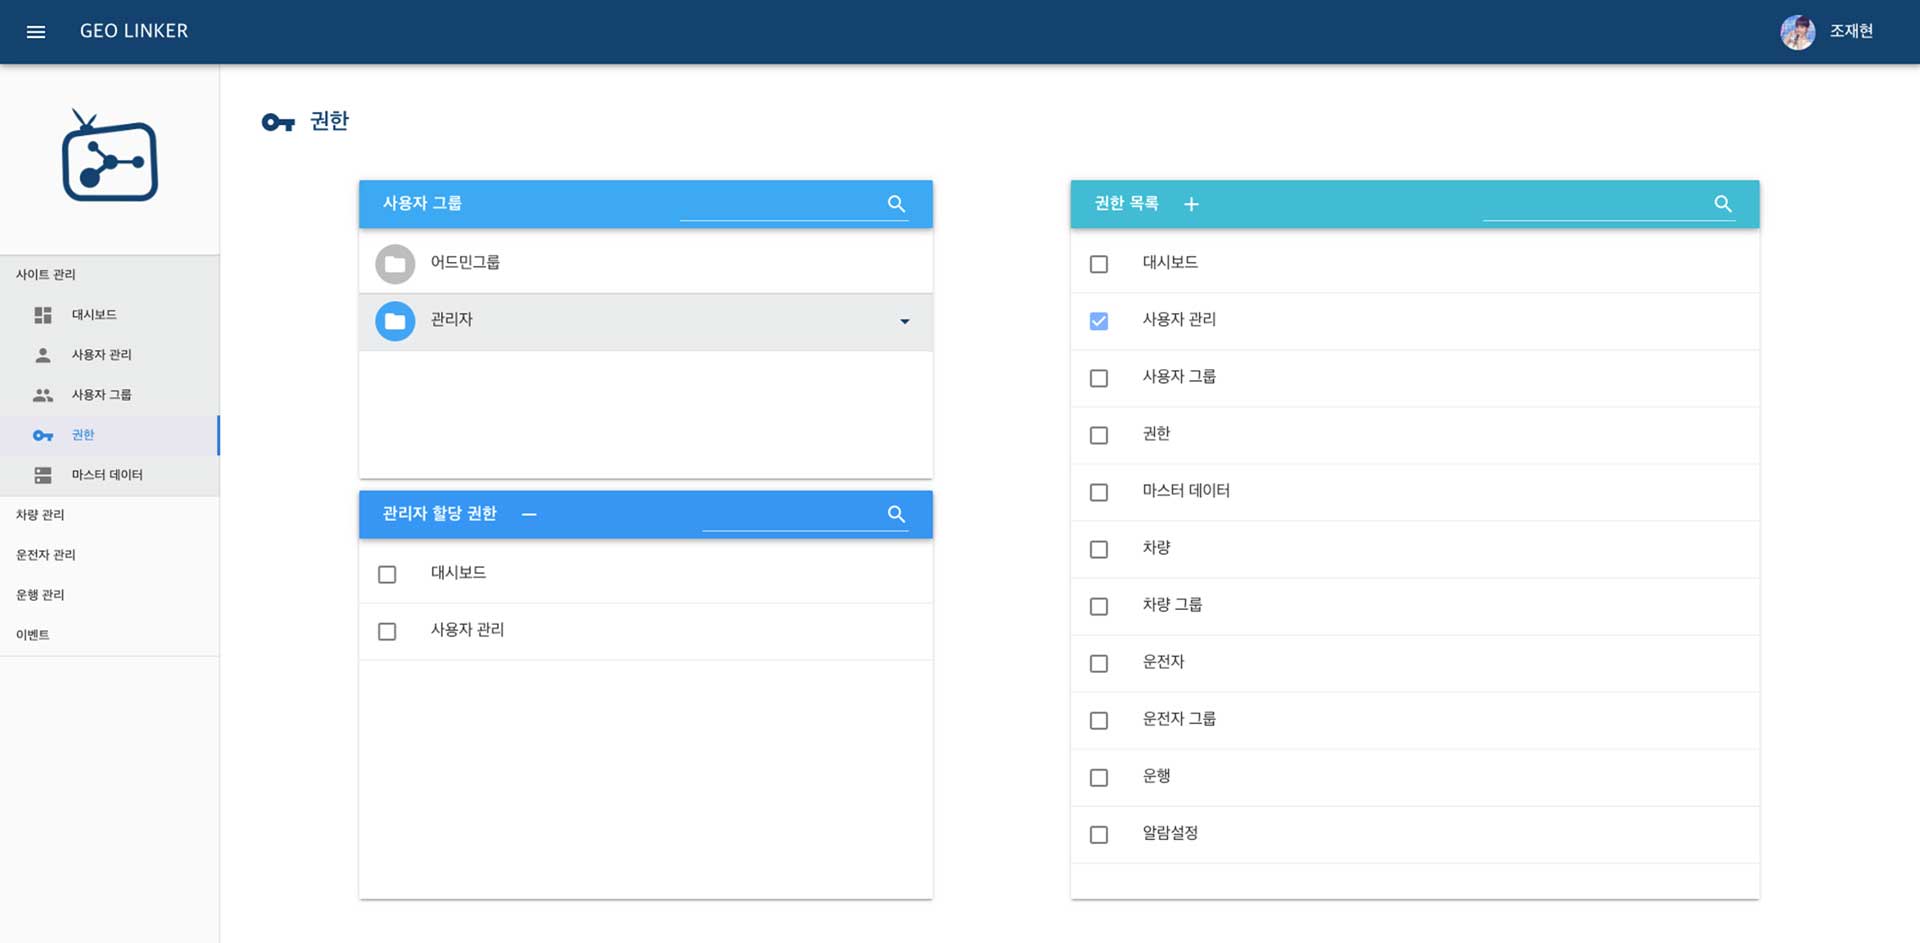 GEO LINKER
조재현
사이트 관리
대시보드
사용자 관리
사용자 그룹
권한
마스터 데이터
차량 관리
운전자 관리
운행 관리
이벤트
권한
사용자 그룹
어드민그룹
관리자
관리자 할당 권한
대시보드
사용자 관리
권한 목록
대시보드
사용자 관리
사용자 그룹
권한
마스터 데이터
차량
차량 그룹
운전자
운전자 그룹
운행
알람설정